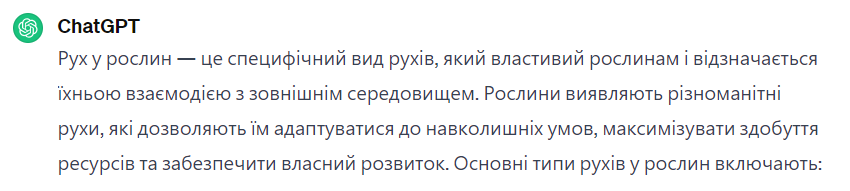 ChatGPT
Рух у рослин — це специфічний вид рухів, який властивий рослинам і відзначається
їхньою взаємодією з зовнішнім середовищем. Рослини виявляють різноманітні
рухи, які дозволяють їм адаптуватися до навколишніх умов, максимізувати здобуття
ресурсів та забезпечити власний розвиток. Основні типи рухів у рослин включають: